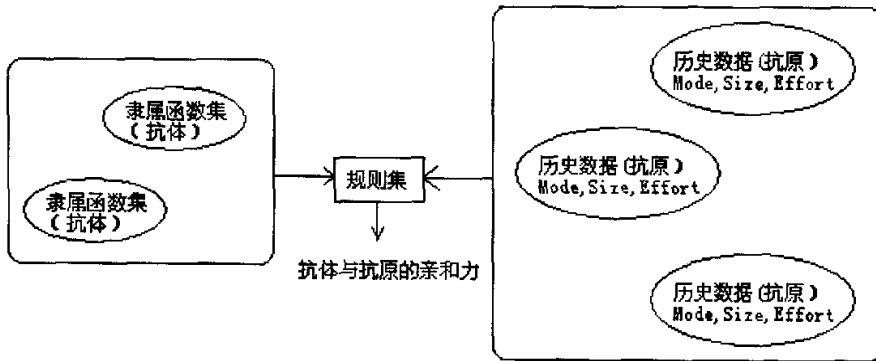 隶属函数集
（抗体）
隶属函数集
（抗体）
规则集
抗体与抗原的亲和力
历史数据(抗原）
Mode,Size,Effort
历史数据(抗原）
Mode,Size,Effort
历史数据(抗原）
Mode,Size,Effort